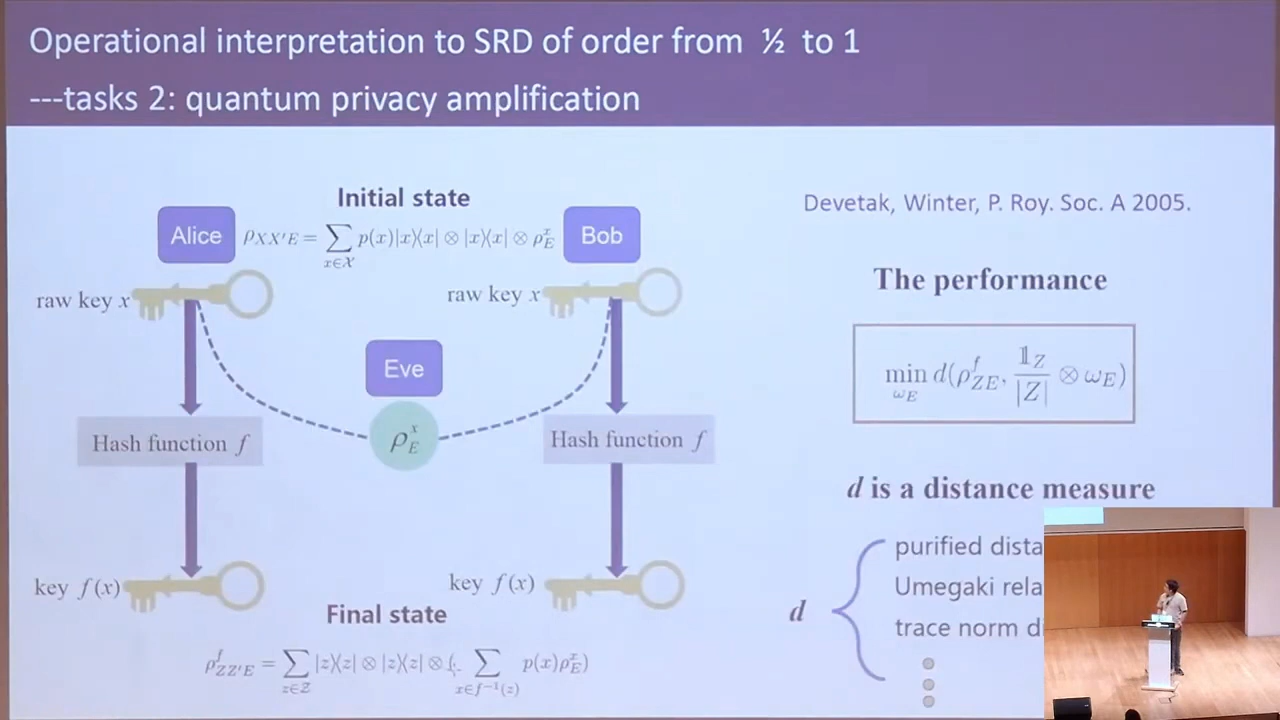 Operational interpretation to SRD of order from ½ to 1
---tasks 2: quantum privacy amplification
Initial state
Alice
ρ_{XX'E} = ∑_{x∈𝒳} p(x)|x⟩⟨x| ⊗ |x⟩⟨x| ⊗ ρ_E^x
Bob
raw key x
raw key x
Eve
ρ_E^x
Hash function f
Hash function f
key f(x)
key f(x)
Final state
ρ^f_{ZZ'E} = ∑_{z∈𝒵} |z⟩⟨z| ⊗ |z⟩⟨z| ⊗ ( ∑_{x∈f^{-1}(z)} p(x)ρ_E^x)
Devetak, Winter, P. Roy. Soc. A 2005.
The performance
min_{ω_E} d(ρ^f_{ZE}, 𝟙_Z/|Z| ⊗ ω_E)
d is a distance measure
d
purified dista
Umegaki rela
trace norm d